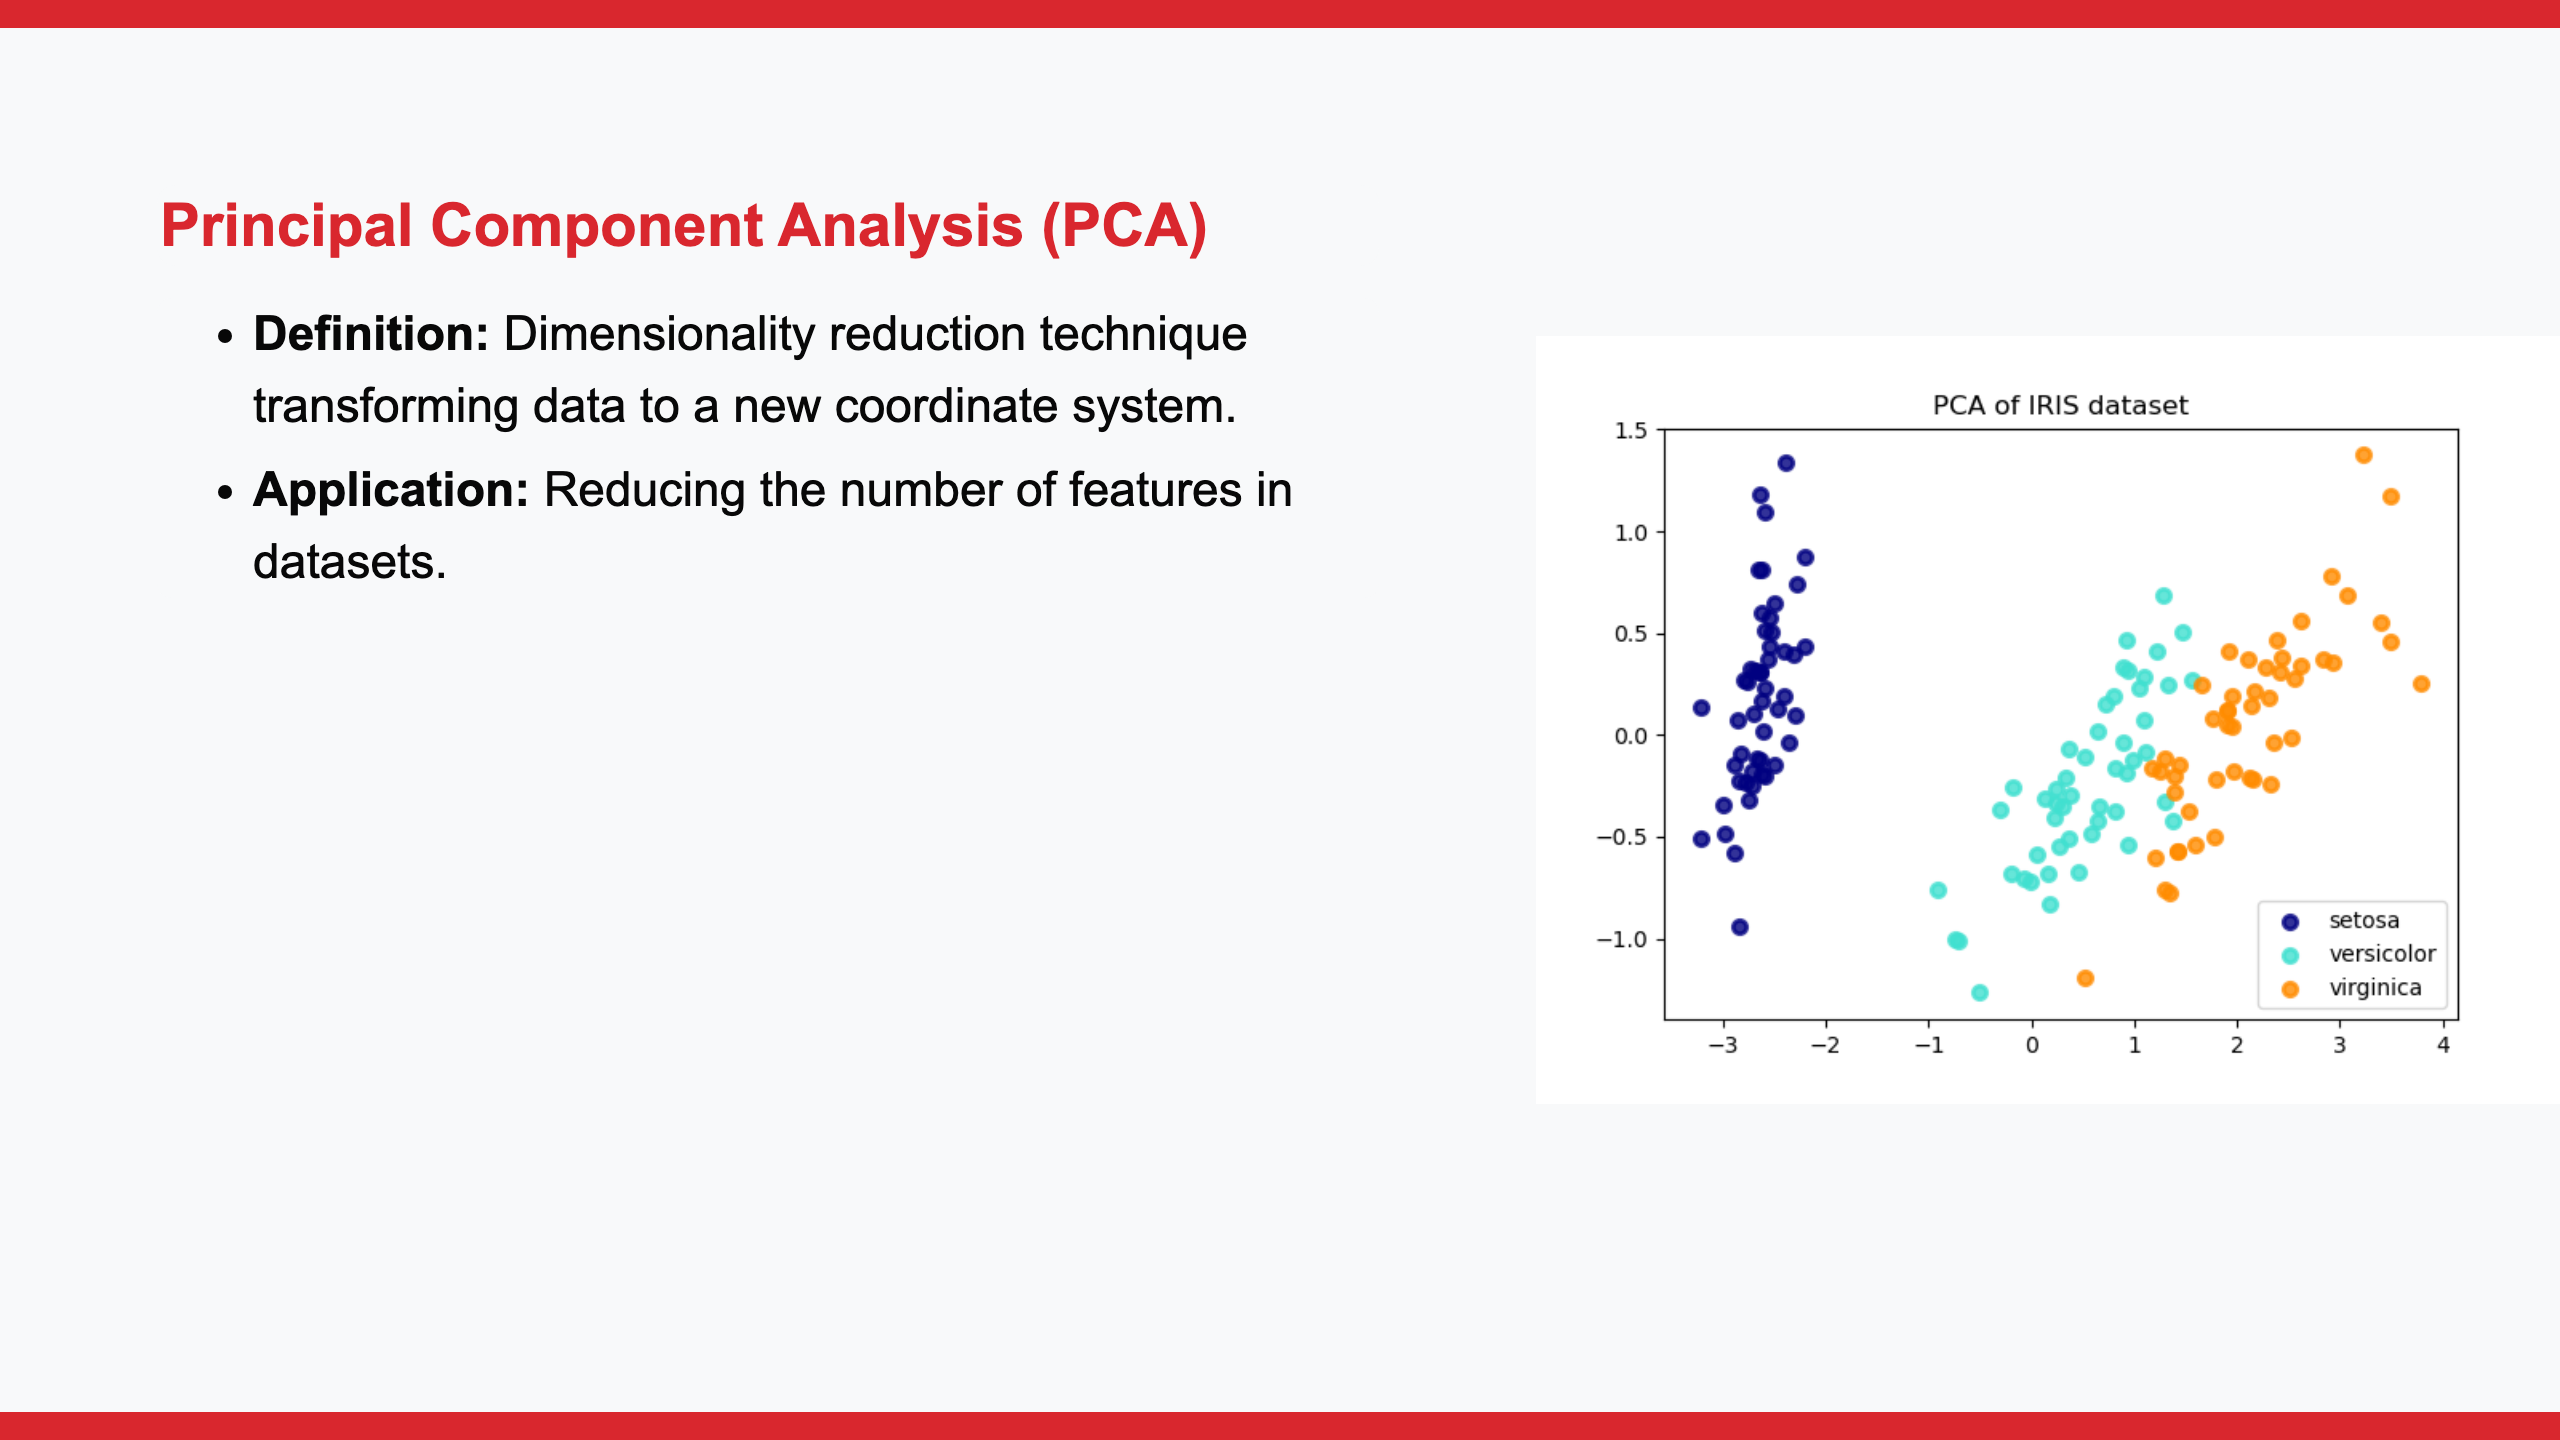 Principal Component Analysis (PCA)
• Definition: Dimensionality reduction technique
transforming data to a new coordinate system.
• Application: Reducing the number of features in
datasets.
PCA of IRIS dataset
1.5
1.0
0.5
0.0
−0.5
−1.0
setosa
versicolor
virginica
−3 −2 −1 0 1 2 3 4